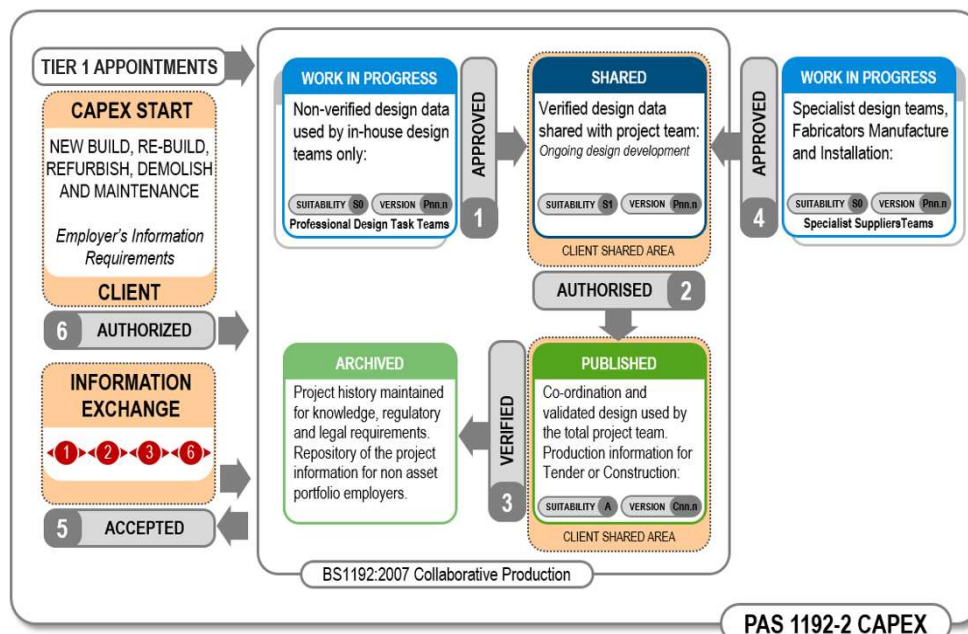 TIER 1 APPOINTMENTS
CAPEX START
NEW BUILD, RE-BUILD,
REFURBISH, DEMOLISH
AND MAINTENANCE
Employer's Information
Requirements
CLIENT
6 AUTHORIZED
INFORMATION
EXCHANGE
1 2 3 6
5 ACCEPTED
WORK IN PROGRESS
Non-verified design data
used by in-house design
teams only:
SUITABILITY S0 VERSION Pnn.n
Professional Design Task Teams
APPROVED
1
SHARED
Verified design data
shared with project team:
Ongoing design development
SUITABILITY S1 VERSION Pnn.n
CLIENT SHARED AREA
APPROVED
4
WORK IN PROGRESS
Specialist design teams,
Fabricators Manufacture
and Installation:
SUITABILITY S0 VERSION Pnn.n
Specialist SuppliersTeams
AUTHORISED 2
ARCHIVED
Project history maintained
for knowledge, regulatory
and legal requirements.
Repository of the project
information for non asset
portfolio employers.
VERIFIED
3
PUBLISHED
Co-ordination and
validated design used by
the total project team.
Production information for
Tender or Construction:
SUITABILITY A VERSION Cnn.n
CLIENT SHARED AREA
BS1192:2007 Collaborative Production
PAS 1192-2 CAPEX